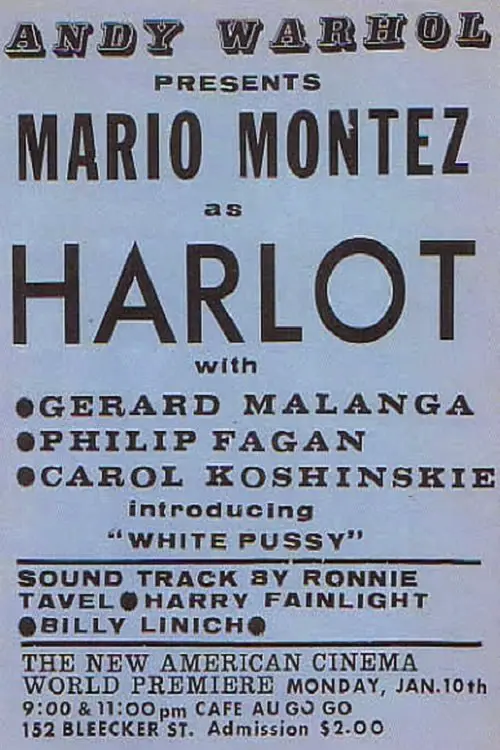 ANDY WARHOL
PRESENTS
MARIO MONTEZ
as
HARLOT
with
●GERARD MALANGA
●PHILIP FAGAN
●CAROL KOSHINSKIE
introducing
"WHITE PUSSY"
SOUND TRACK BY RONNIE
TAVEL●HARRY FAINLIGHT
●BILLY LINICH●
THE NEW AMERICAN CINEMA
WORLD PREMIERE MONDAY, JAN.10th
9:00 & 11:00pm CAFE AU GO GO
152 BLEECKER ST. Admission $2.00